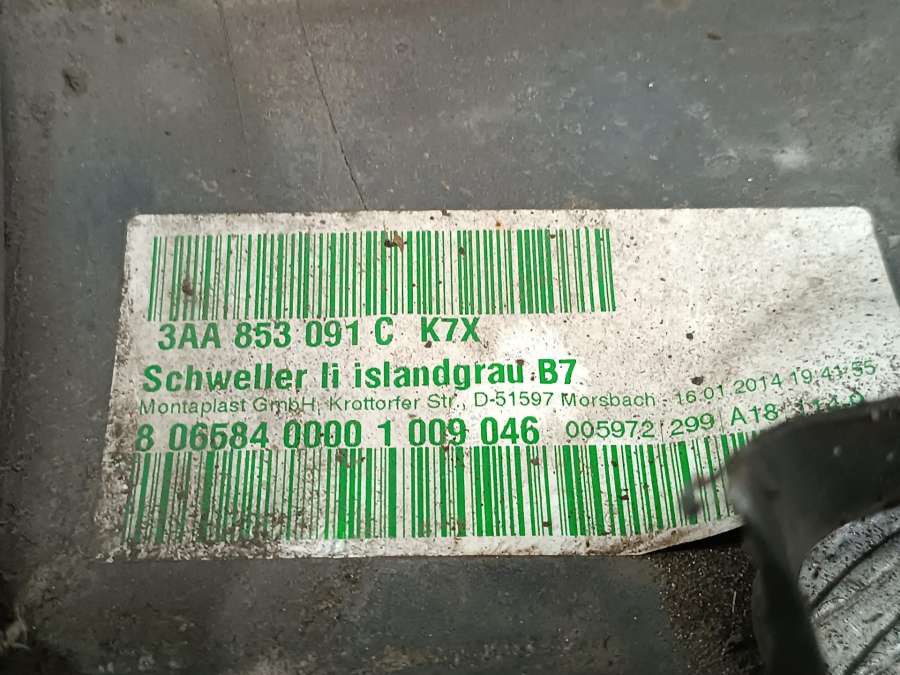 3AA 853 091 C K7X
Schweller li islandgrau B7
Montaplast GmbH, Krottorfer Str., D-51597 Morsbach - 16.01.2014 19:41:55
8 06584 0000 1 009 046 005972 299 A18